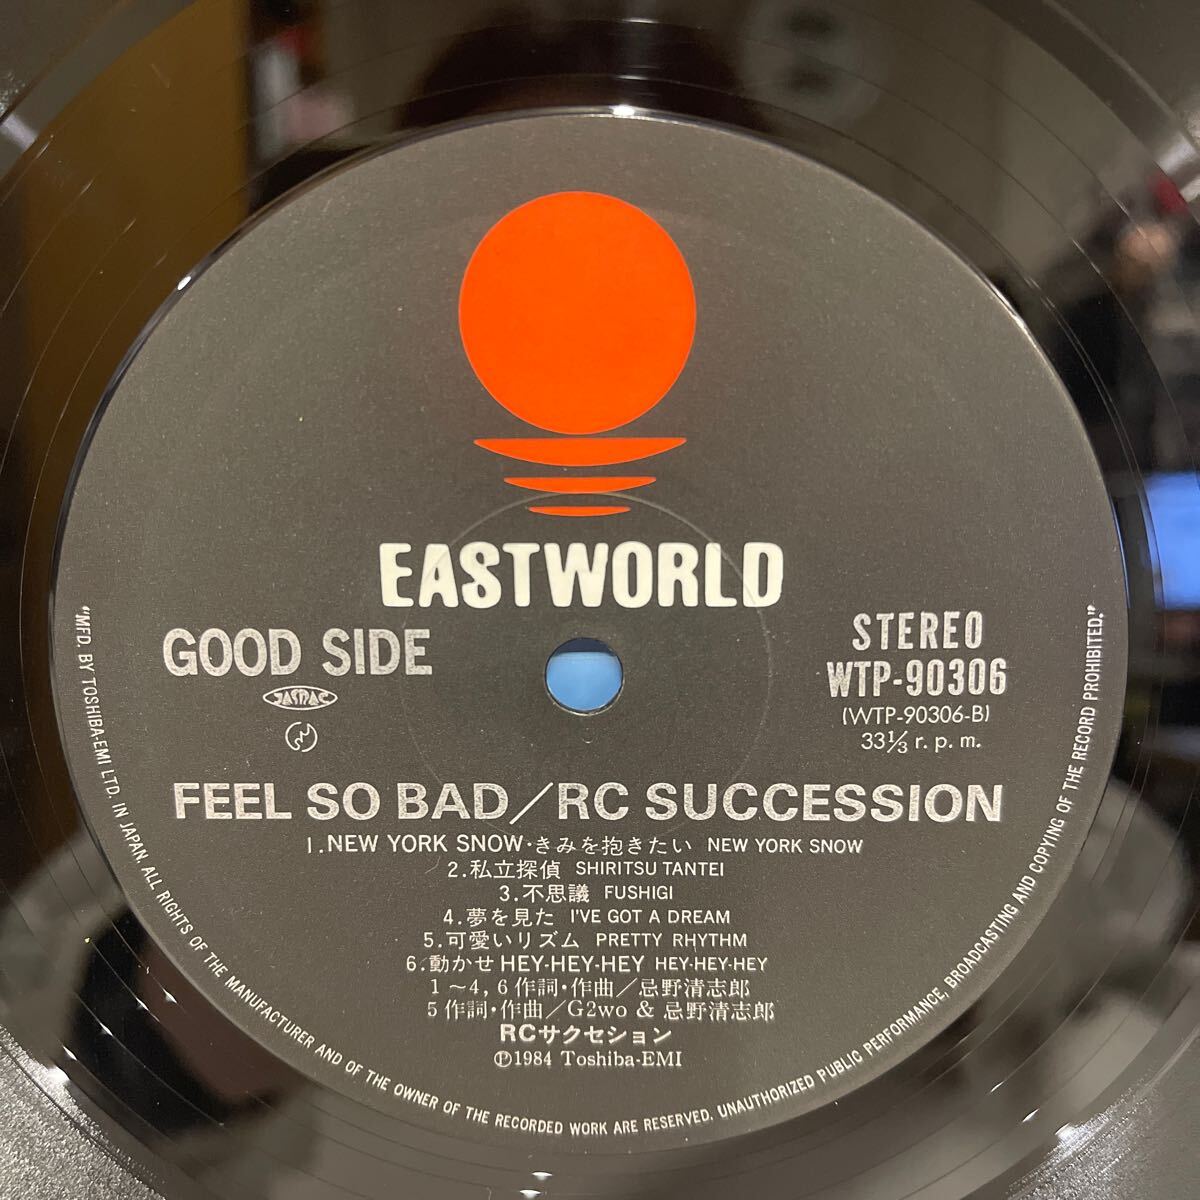 EASTWORLD
GOOD SIDE
JASRAC
STEREO
WTP-90306
(WTP-90306-B)
33⅓ r.p.m.
FEEL SO BAD/RC SUCCESSION
1.NEW YORK SNOW・きみを抱きたい NEW YORK SNOW
2.私立探偵 SHIRITSU TANTEI
3.不思議 FUSHIGI
4.夢を見た I'VE GOT A DREAM
5.可愛いリズム PRETTY RHYTHM
6.動かせ HEY-HEY-HEY HEY-HEY-HEY
1～4, 6作詞・作曲／忌野清志郎
5作詞・作曲／G2wo & 忌野清志郎
RCサクセション
Ⓟ1984 Toshiba-EMI
"MFD. BY TOSHIBA-EMI LTD. IN JAPAN. ALL RIGHTS OF THE MANUFACTURER AND OF THE OWNER OF THE RECORDED WORK ARE RESERVED. UNAUTHORIZED PUBLIC PERFORMANCE, BROADCASTING AND COPYING OF THE RECORD PROHIBITED."